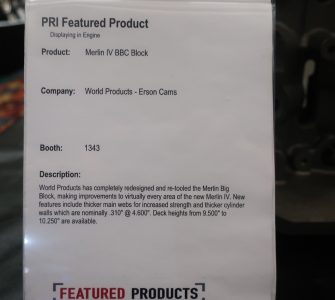 PRI Featured Product
Displaying in Engine
Product: Merlin IV BBC Block
Company: World Products - Erson Cams
Booth: 1343
Description:
World Products has completely redesigned and re-tooled the Merlin Big
Block, making improvements to virtually every area of the new Merlin IV. New
features include thicker main webs for increased strength and thicker cylinder
walls which are nominally .310" @ 4.600". Deck heights from 9.500" to
10.250" are available.
FEATURED PRODUCTS